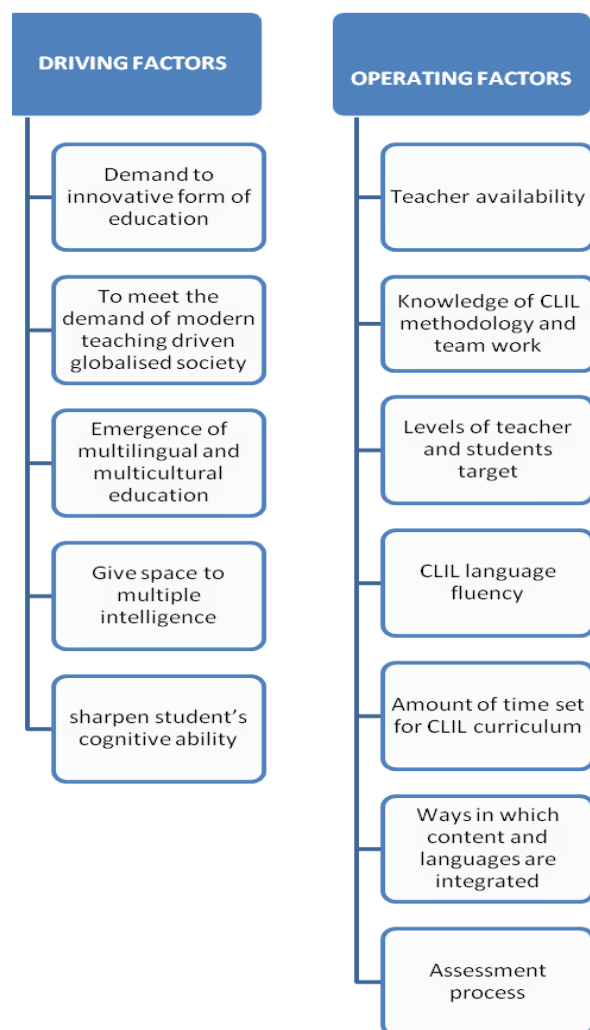 DRIVING FACTORS
Demand to
innovative form of
education
To meet the
demand of modern
teaching driven
globalised society
Emergence of
multilingual and
multicultural
education
Give space to
multiple
intelligence
sharpen student's
cognitive ability
OPERATING FACTORS
Teacher availability
Knowledge of CLIL
methodology and
team work
Levels of teacher
and students
target
CLIL language
fluency
Amount of time set
for CLIL curriculum
Ways in which
content and
languages are
integrated
Assessment
process